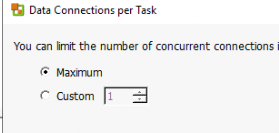 Data Connections per Task
You can limit the number of concurrent connections
Maximum
Custom 1